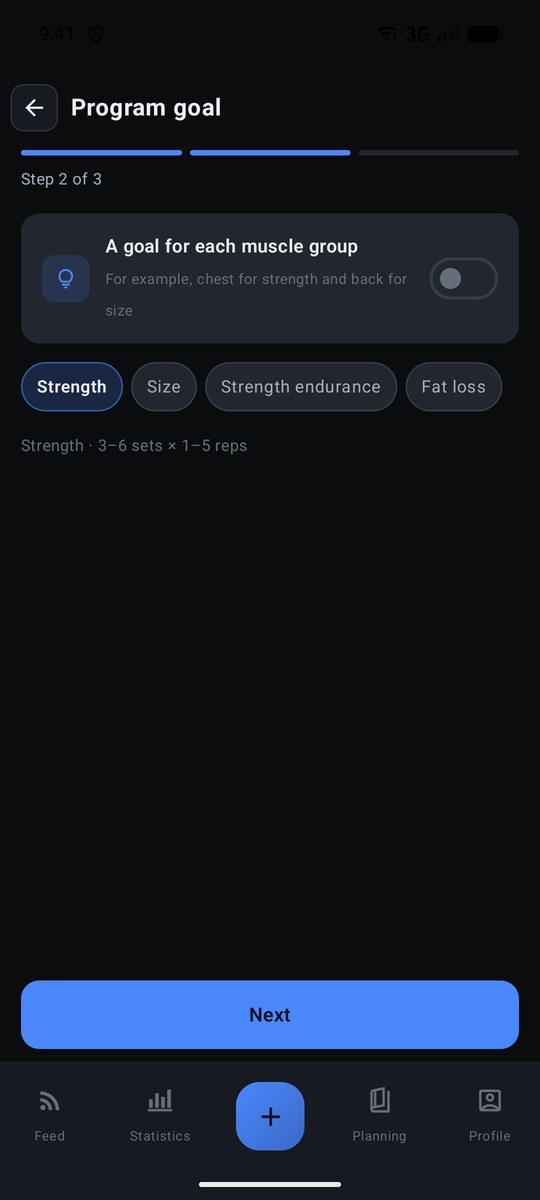 9:41
3G
Program goal
Step 2 of 3
A goal for each muscle group
For example, chest for strength and back for
size
Strength
Size
Strength endurance
Fat loss
Strength · 3–6 sets × 1–5 reps
Next
Feed
Statistics
Planning
Profile